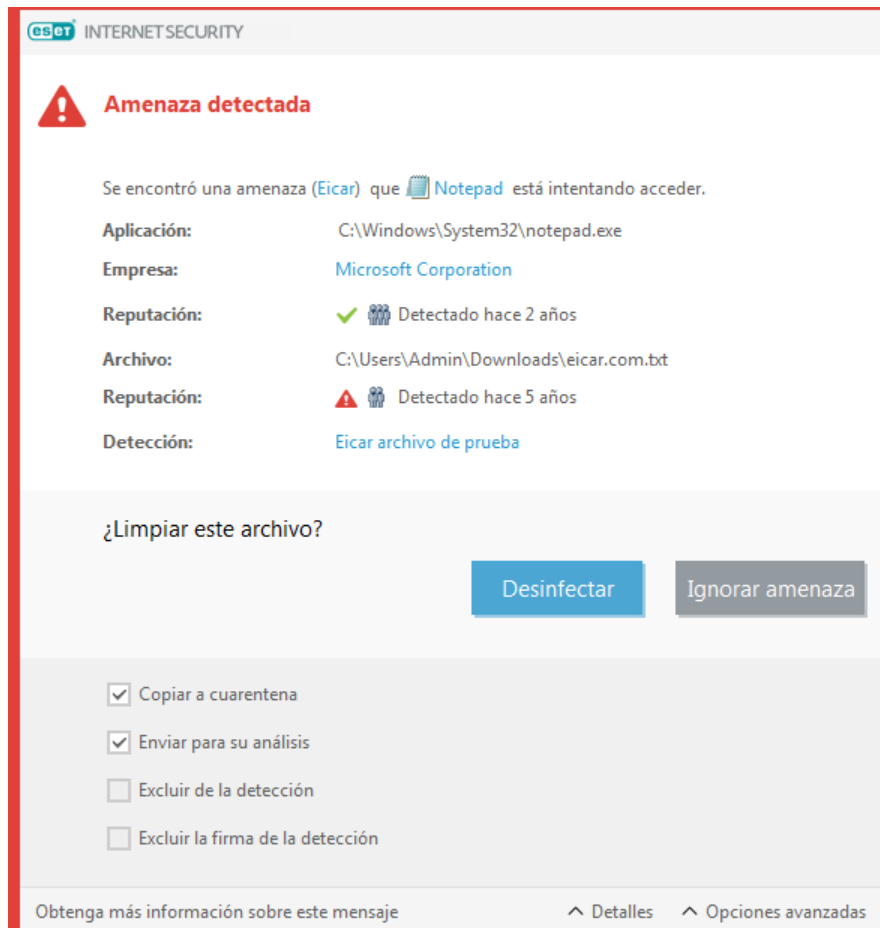 eset INTERNET SECURITY
Amenaza detectada
Se encontró una amenaza (Eicar) que Notepad está intentando acceder.
Aplicación: C:\Windows\System32\notepad.exe
Empresa: Microsoft Corporation
Reputación: Detectado hace 2 años
Archivo: C:\Users\Admin\Downloads\eicar.com.txt
Reputación: Detectado hace 5 años
Detección: Eicar archivo de prueba
¿Limpiar este archivo?
Desinfectar Ignorar amenaza
Copiar a cuarentena
Enviar para su análisis
Excluir de la detección
Excluir la firma de la detección
Obtenga más información sobre este mensaje Detalles Opciones avanzadas